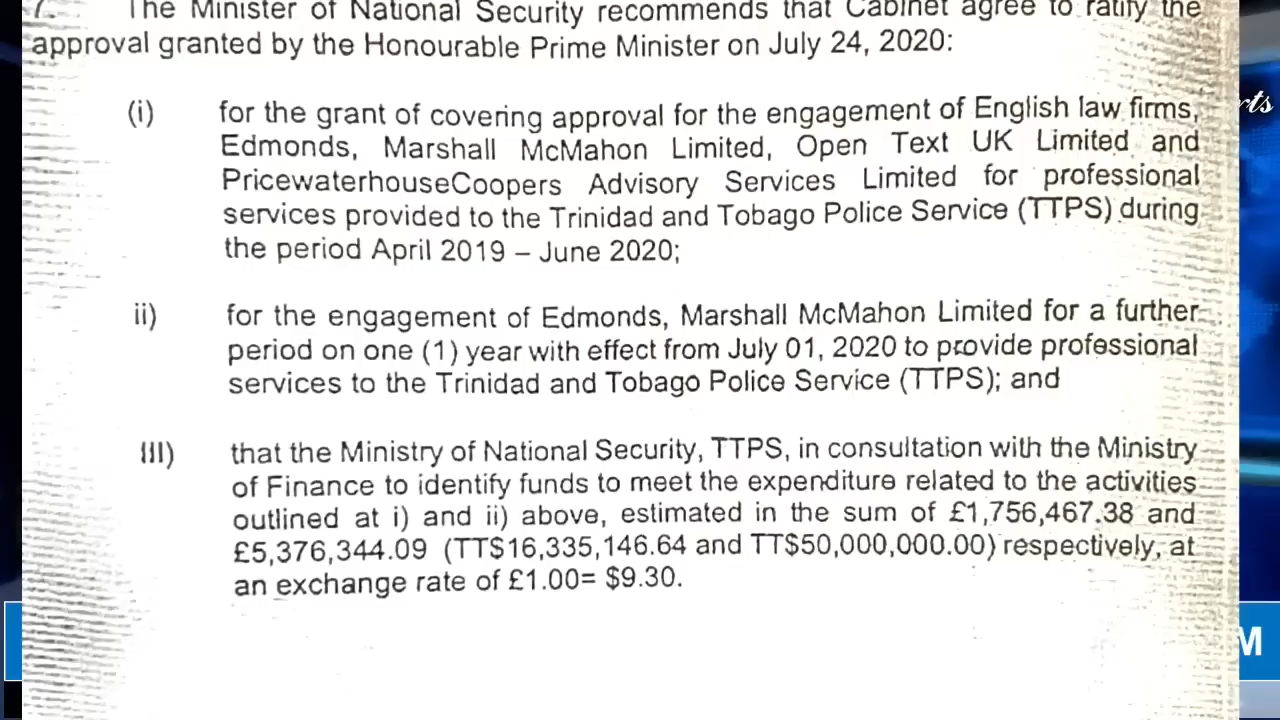 7. The Minister of National Security recommends that Cabinet agree to ratify the
approval granted by the Honourable Prime Minister on July 24, 2020:
(i) for the grant of covering approval for the engagement of English law firms,
Edmonds, Marshall McMahon Limited, Open Text UK Limited and
PricewaterhouseCoopers Advisory Services Limited for professional
services provided to the Trinidad and Tobago Police Service (TTPS) during
the period April 2019 – June 2020;
ii) for the engagement of Edmonds, Marshall McMahon Limited for a further
period on one (1) year with effect from July 01, 2020 to provide professional
services to the Trinidad and Tobago Police Service (TTPS); and
III) that the Ministry of National Security, TTPS, in consultation with the Ministry
of Finance to identify funds to meet the expenditure related to the activities
outlined at i) and ii) above, estimated in the sum of £1,756,467.38 and
£5,376,344.09 (TT$16,335,146.64 and TT$50,000,000.00) respectively, at
an exchange rate of £1.00= $9.30.
M